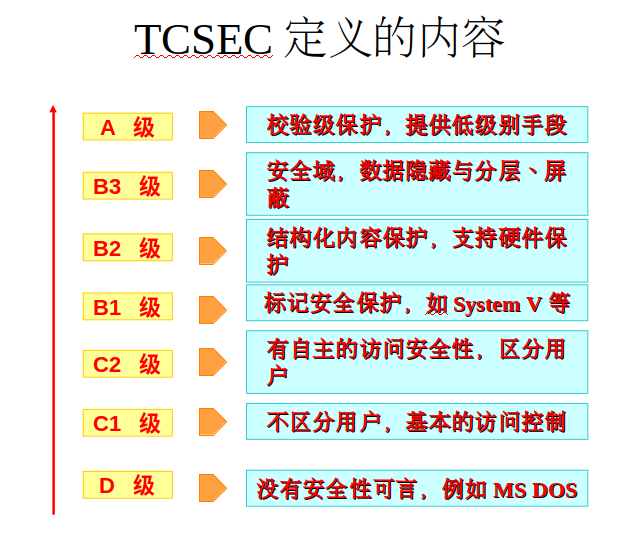 TCSEC 定义的内容
A 级
校验级保护，提供低级别手段
B3 级
安全域，数据隐藏与分层、屏
蔽
B2 级
结构化内容保护，支持硬件保
护
B1 级
标记安全保护，如 System V 等
C2 级
有自主的访问安全性，区分用
户
C1 级
不区分用户，基本的访问控制
D 级
没有安全性可言，例如 MS DOS